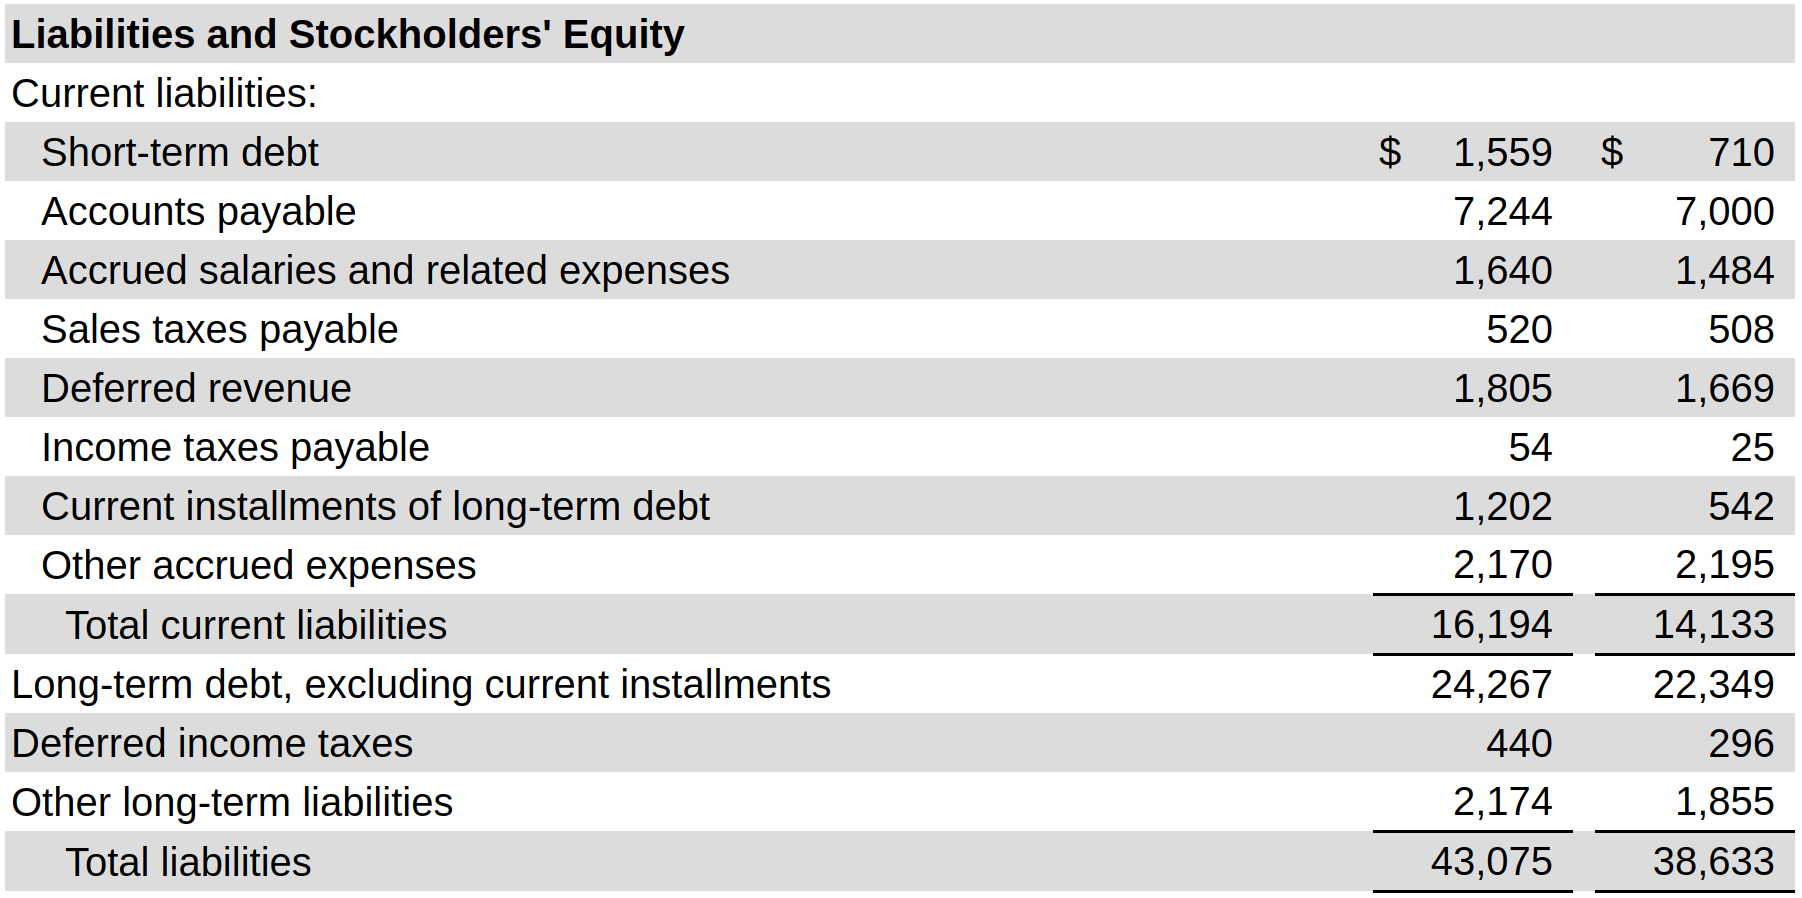 Liabilities and Stockholders' Equity
Current liabilities:
Short-term debt $ 1,559 $ 710
Accounts payable 7,244 7,000
Accrued salaries and related expenses 1,640 1,484
Sales taxes payable 520 508
Deferred revenue 1,805 1,669
Income taxes payable 54 25
Current installments of long-term debt 1,202 542
Other accrued expenses 2,170 2,195
Total current liabilities 16,194 14,133
Long-term debt, excluding current installments 24,267 22,349
Deferred income taxes 440 296
Other long-term liabilities 2,174 1,855
Total liabilities 43,075 38,633